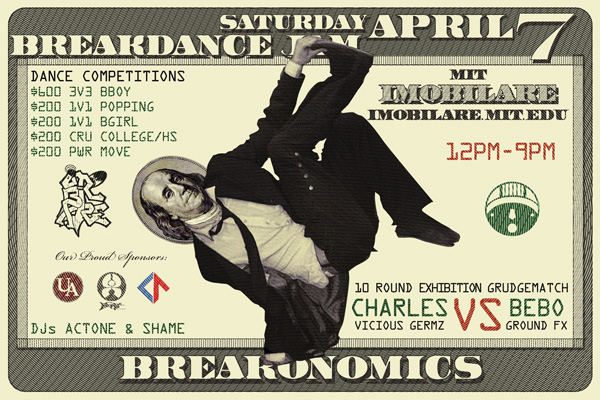 SATURDAY APRIL 7
BREAKDANCE JAM
DANCE COMPETITIONS
$600 3V3 BBOY
$200 1V1 POPPING
$200 1V1 BGIRL
$200 CRU COLLEGE/HS
$200 PWR MOVE
MIT
IMOBILARE
IMOBILARE.MIT.EDU
12PM-9PM
Our Proud Sponsors:
UA
DJs ACTONE & SHAME
10 ROUND EXHIBITION GRUDGEMATCH
CHARLES VS BEBO
VICIOUS GERMZ GROUND FX
BREAKONOMICS